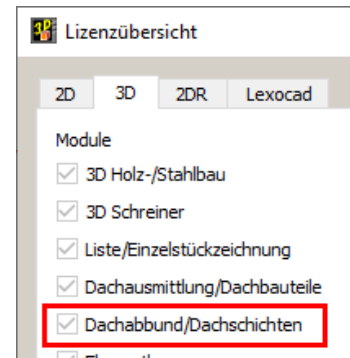 Lizenzübersicht
2D 3D 2DR Lexocad
Module
3D Holz-/Stahlbau
3D Schreiner
Liste/Einzelstückzeichnung
Dachausmittlung/Dachbauteile
Dachabbund/Dachschichten